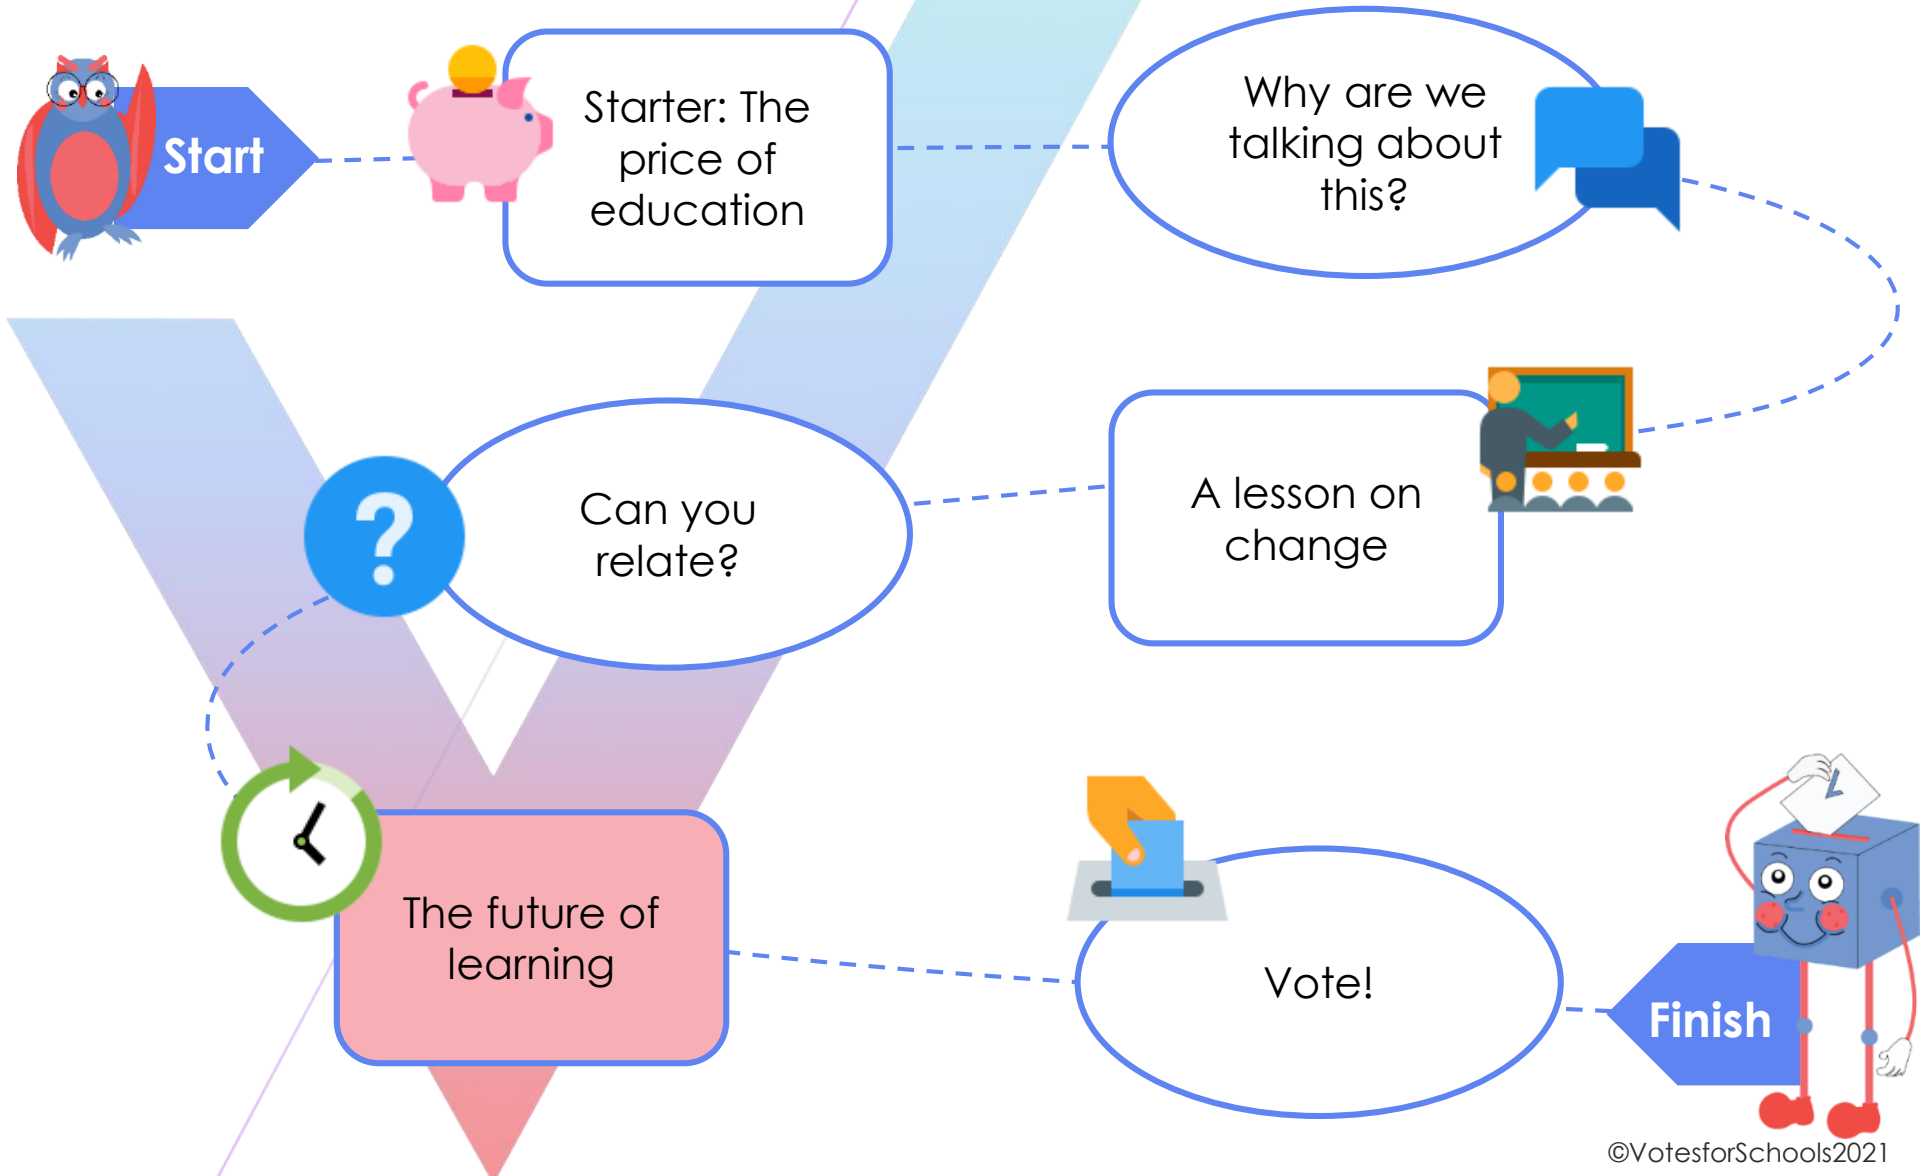 Start
Starter: The
price of
education
Why are we
talking about
this?
A lesson on
change
Can you
relate?
The future of
learning
Vote!
Finish
©VotesforSchools2021